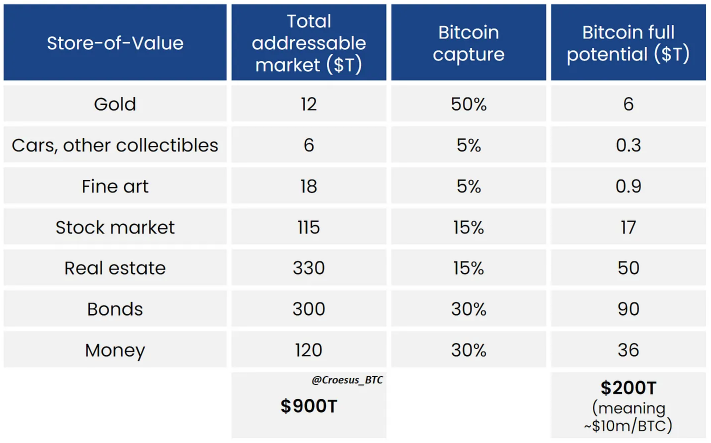 Store-of-Value Total addressable market ($T) Bitcoin capture Bitcoin full potential ($T)
Gold 12 50% 6
Cars, other collectibles 6 5% 0.3
Fine art 18 5% 0.9
Stock market 115 15% 17
Real estate 330 15% 50
Bonds 300 30% 90
Money 120 30% 36
@Croesus_BTC
$900T $200T
(meaning
~$10m/BTC)